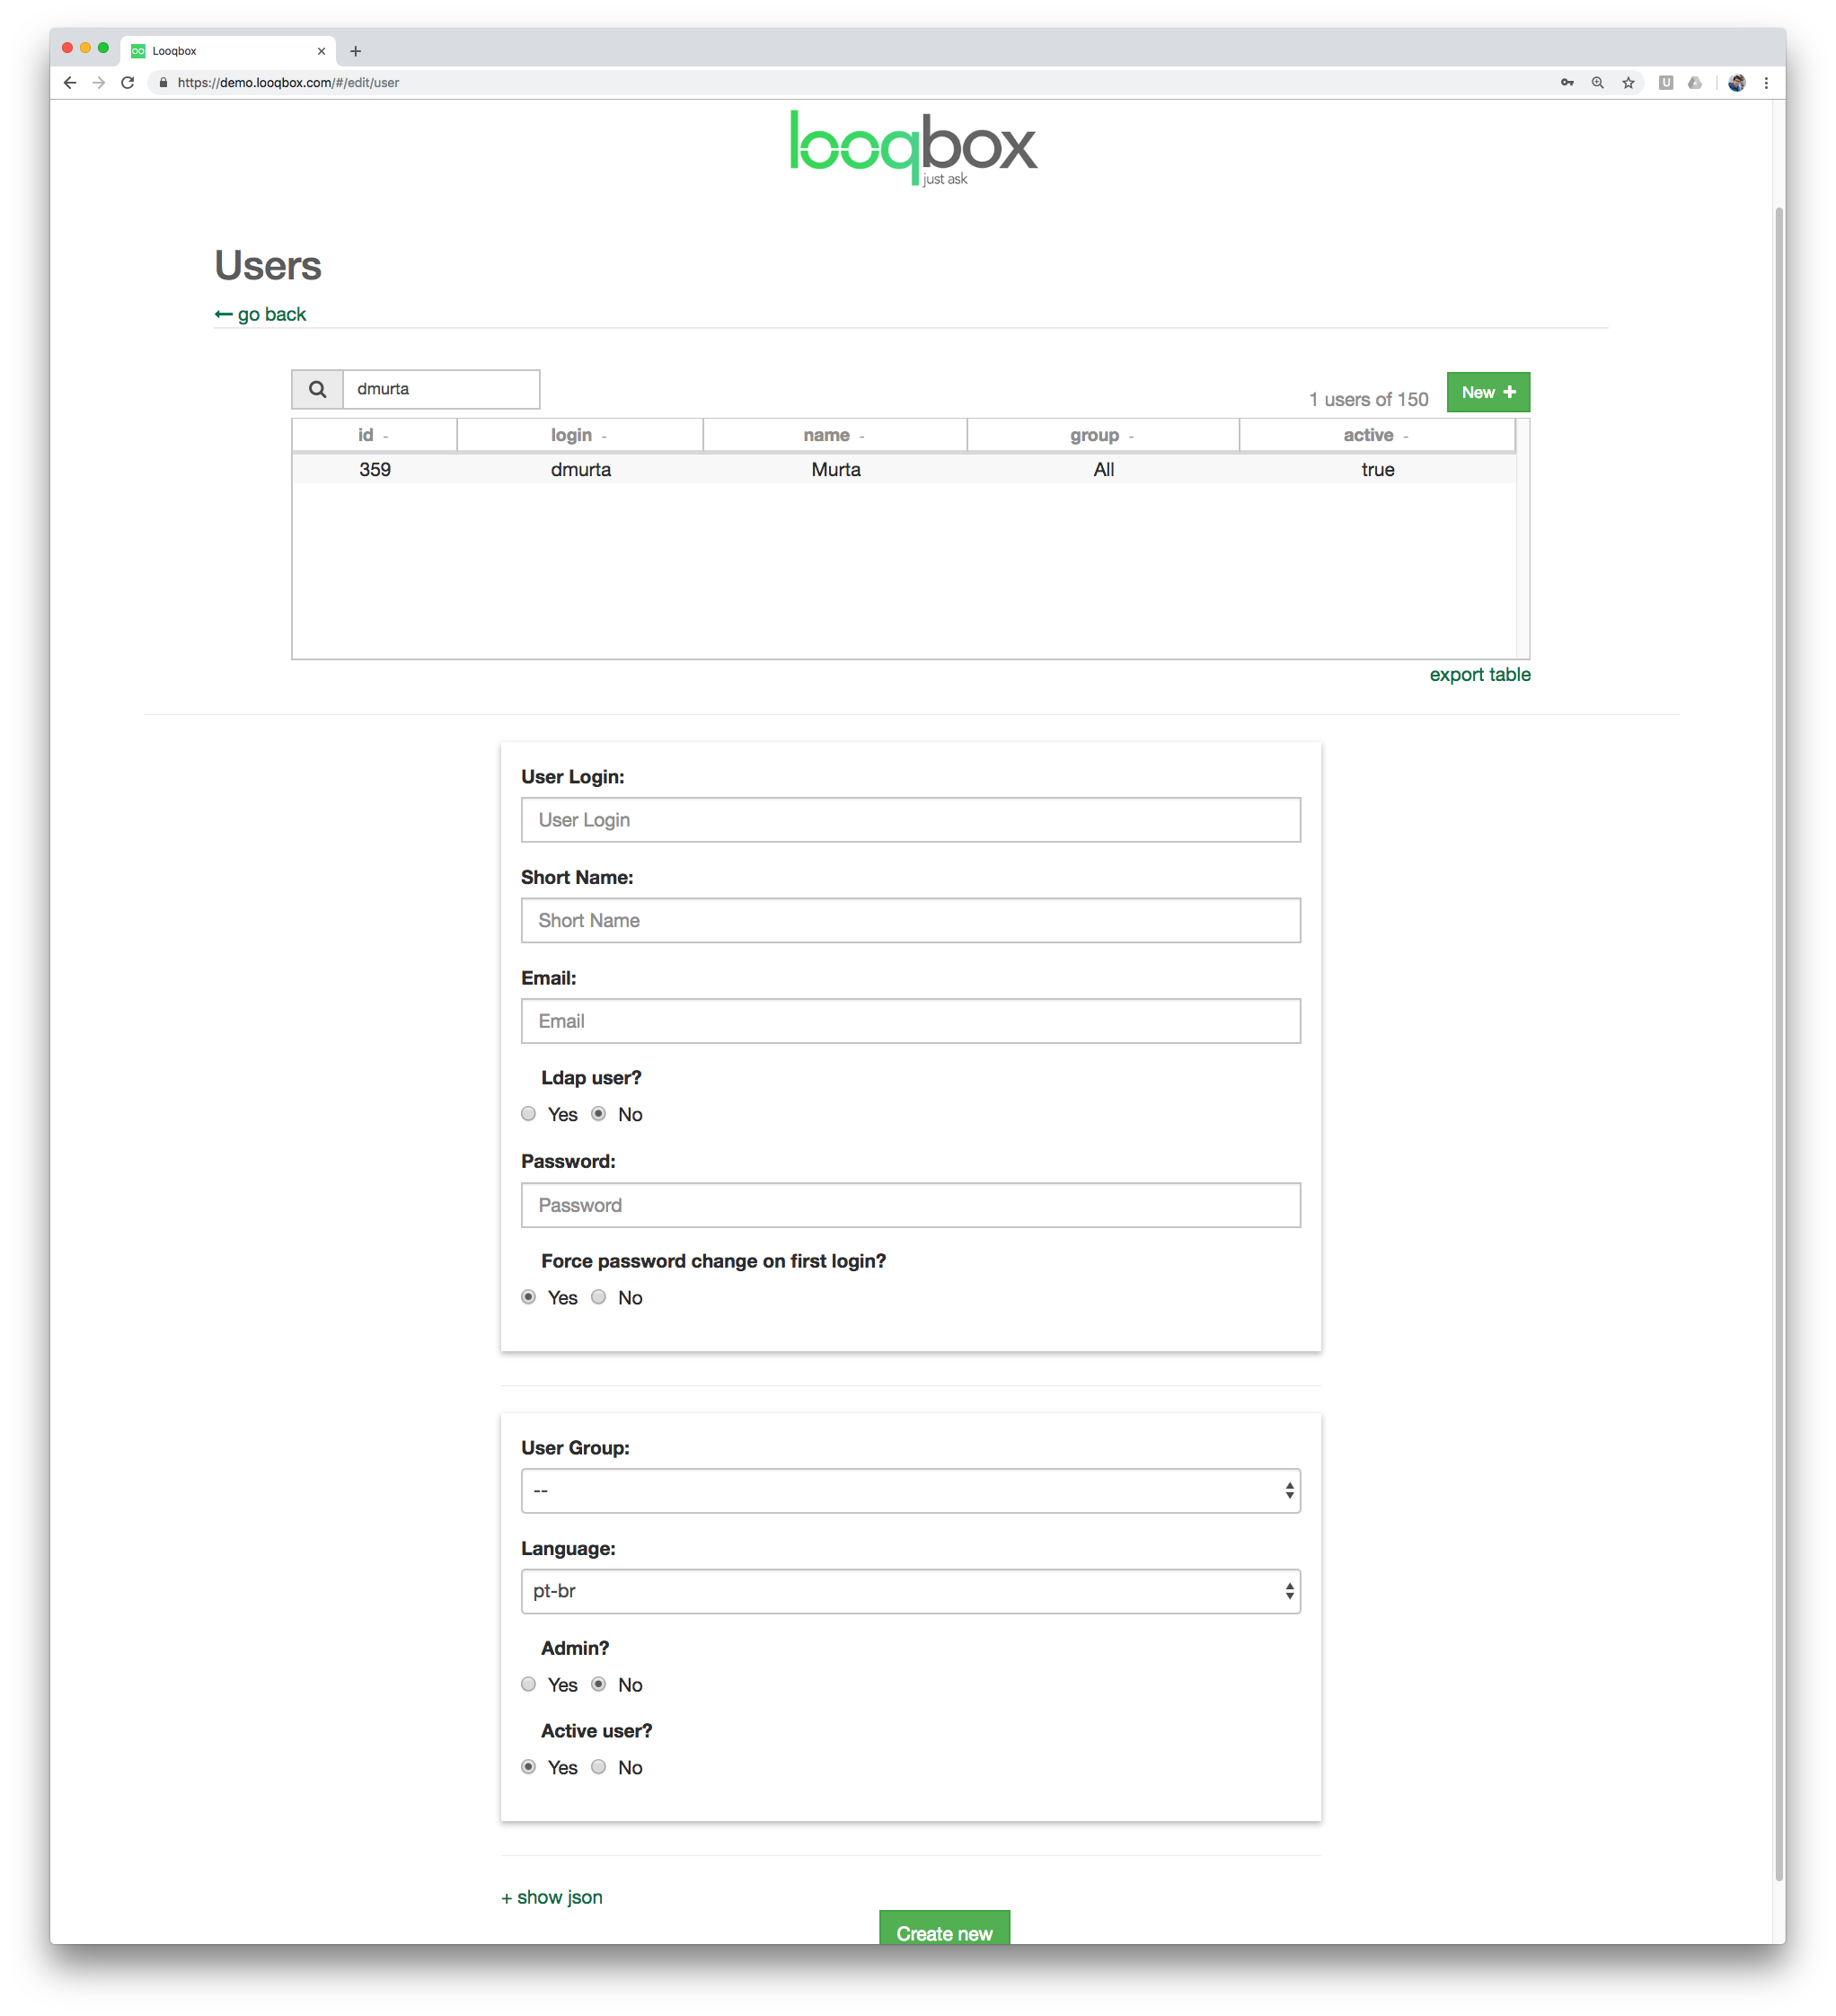 Looqbox
https://demo.looqbox.com/#/edit/user
looqbox
just ask
Users
go back
dmurta
1 users of 150
New +
id - login - name - group - active -
359 dmurta Murta All true
export table
User Login:
User Login
Short Name:
Short Name
Email:
Email
Ldap user?
Yes No
Password:
Password
Force password change on first login?
Yes No
User Group:
--
Language:
pt-br
Admin?
Yes No
Active user?
Yes No
+ show json
Create new